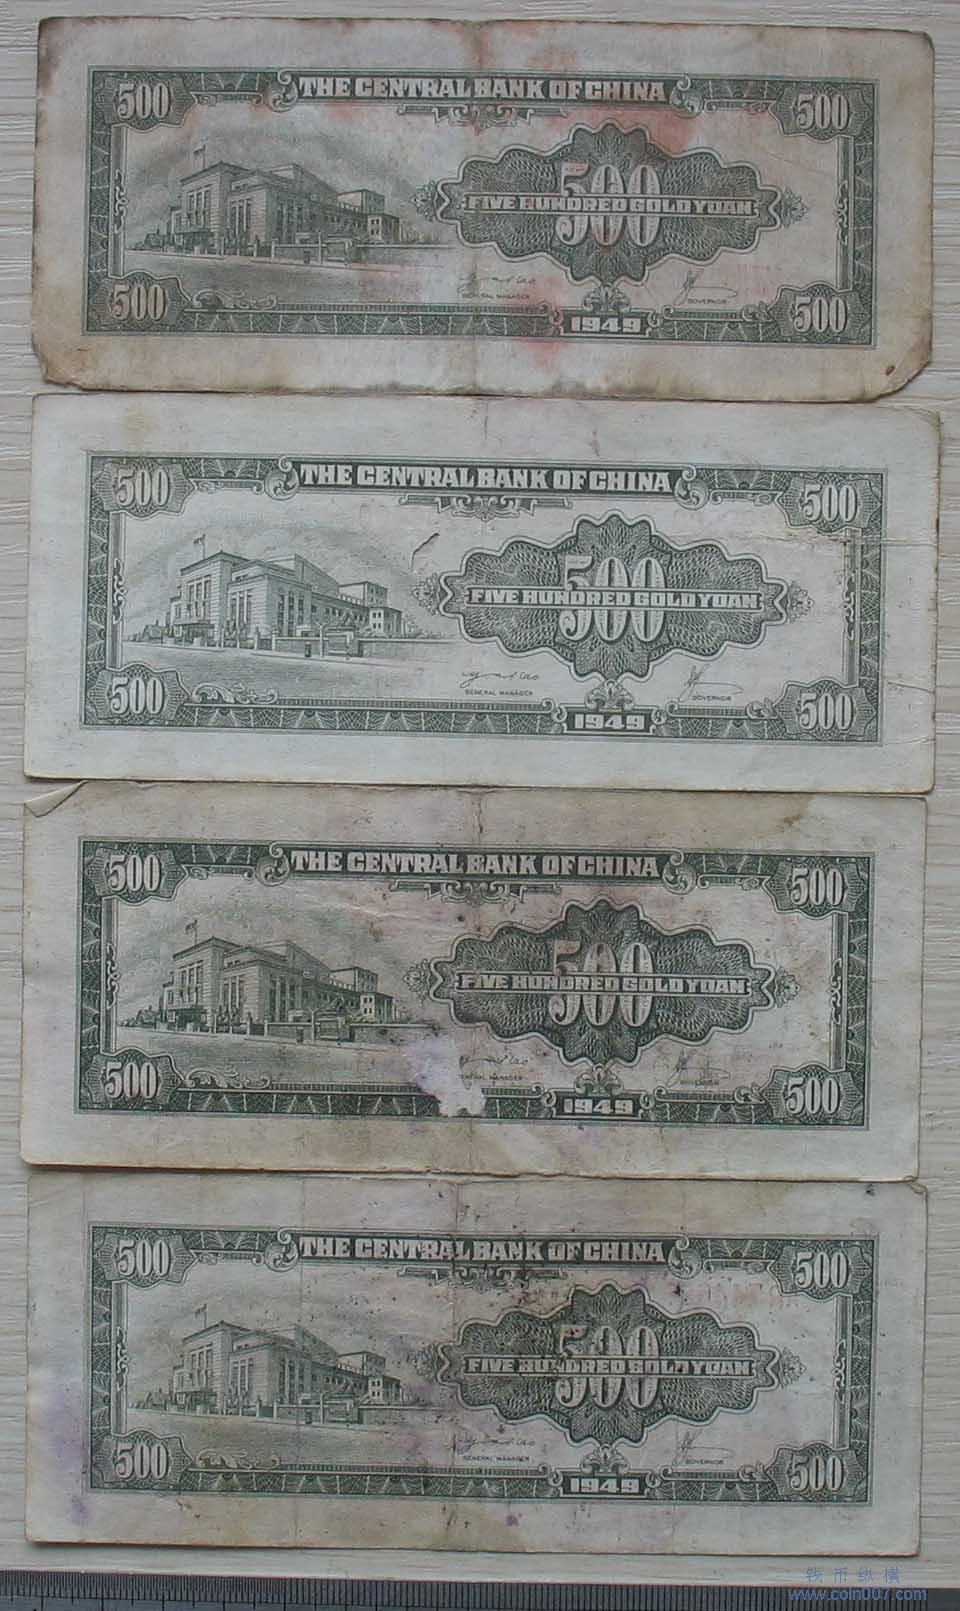 THE CENTRAL BANK OF CHINA
500 500
500
FIVE HUNDRED GOLD YUAN
GENERAL MANAGER GOVERNOR
500 1949 500
THE CENTRAL BANK OF CHINA
500 500
500
FIVE HUNDRED GOLD YUAN
GENERAL MANAGER GOVERNOR
500 1949 500
THE CENTRAL BANK OF CHINA
500 500
500
FIVE HUNDRED GOLD YUAN
MANAGER GOVERNOR
500 1949 500
THE CENTRAL BANK OF CHINA
500 500
500
FIVE HUNDRED GOLD YUAN
GENERAL MANAGER GOVERNOR
500 1949 500
钱币纵横
www.coin007.com